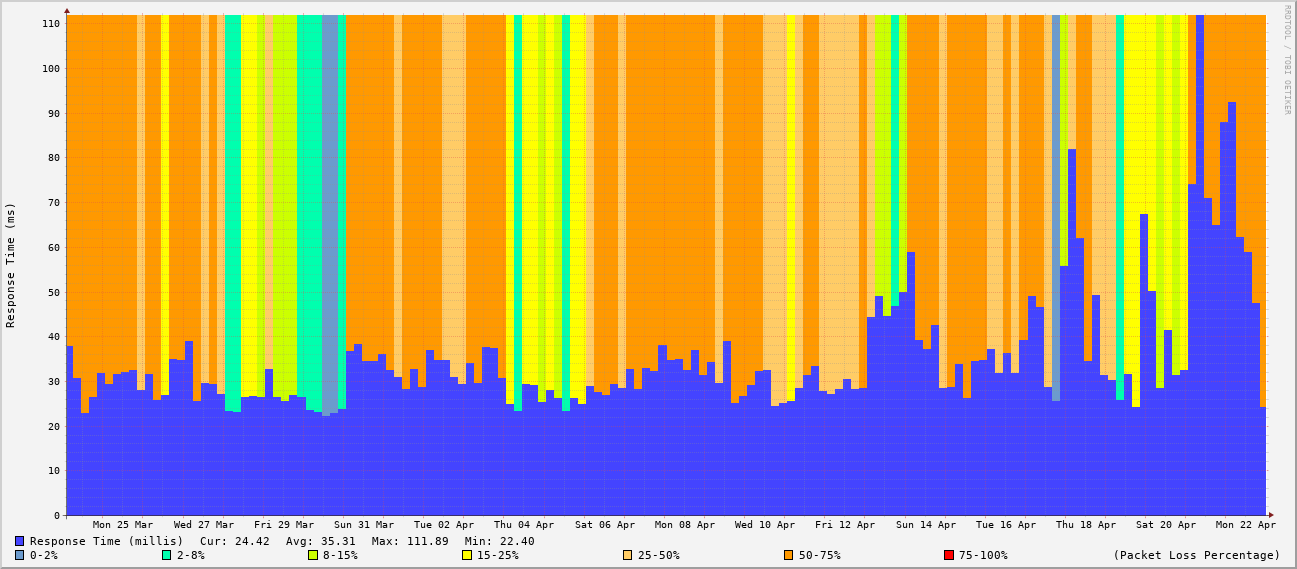 RRDTOOL / TOBI OETIKER
Response Time (ms)
110
100
90
80
70
60
50
40
30
20
10
0
Mon 25 Mar Wed 27 Mar Fri 29 Mar Sun 31 Mar Tue 02 Apr Thu 04 Apr Sat 06 Apr Mon 08 Apr Wed 10 Apr Fri 12 Apr Sun 14 Apr Tue 16 Apr Thu 18 Apr Sat 20 Apr Mon 22 Apr
Response Time (millis) Cur: 24.42 Avg: 35.31 Max: 111.89 Min: 22.40
0-2% 2-8% 8-15% 15-25% 25-50% 50-75% 75-100% (Packet Loss Percentage)